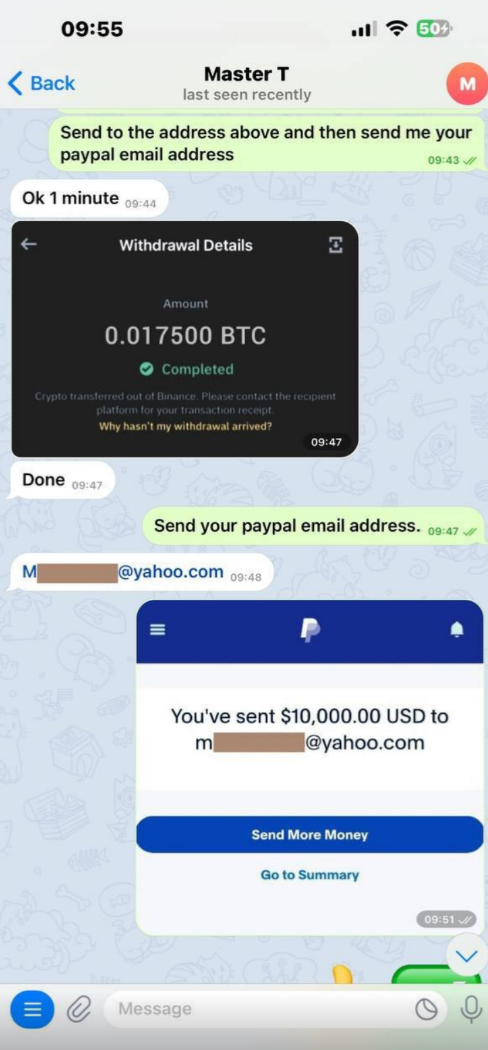 09:55
50
Back
Master T
M
last seen recently
Send to the address above and then send me your
paypal email address
09:43
Ok 1 minute 09:44
Withdrawal Details
Amount
0.017500 BTC
Completed
Crypto transferred out of Binance. Please contact the recipient
platform for your transaction receipt.
Why hasn't my withdrawal arrived?
09:47
Done 09:47
Send your paypal email address. 09:47
M @yahoo.com 09:48
You've sent $10,000.00 USD to
m @yahoo.com
Send More Money
Go to Summary
09:51
Message